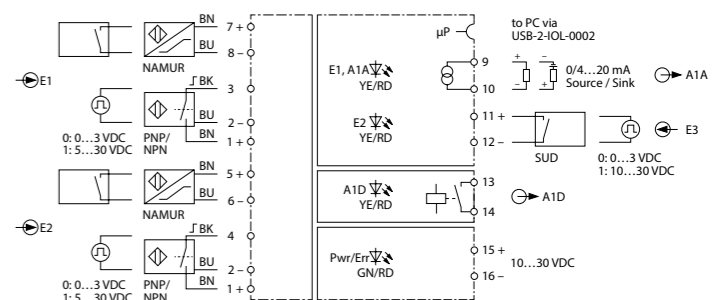 BN
7 +
BU
8 –
NAMUR
E1
BK
3
BU
2 –
BN
1 +
0: 0…3 VDC
1: 5…30 VDC
PNP/
NPN
BN
5 +
BU
6 –
NAMUR
E2
BK
4
BU
2 –
BN
1 +
0: 0…3 VDC
1: 5…30 VDC
PNP/
NPN
µP
to PC via
USB-2-IOL-0002
E1, A1A
YE/RD
9
10
+
–
–
+
0/4…20 mA
Source / Sink
A1A
E2
YE/RD
11 +
12 –
SUD
E3
0: 0…3 VDC
1: 10…30 VDC
A1D
YE/RD
13
14
A1D
Pwr/Err
GN/RD
15 +
16 –
10…30 VDC